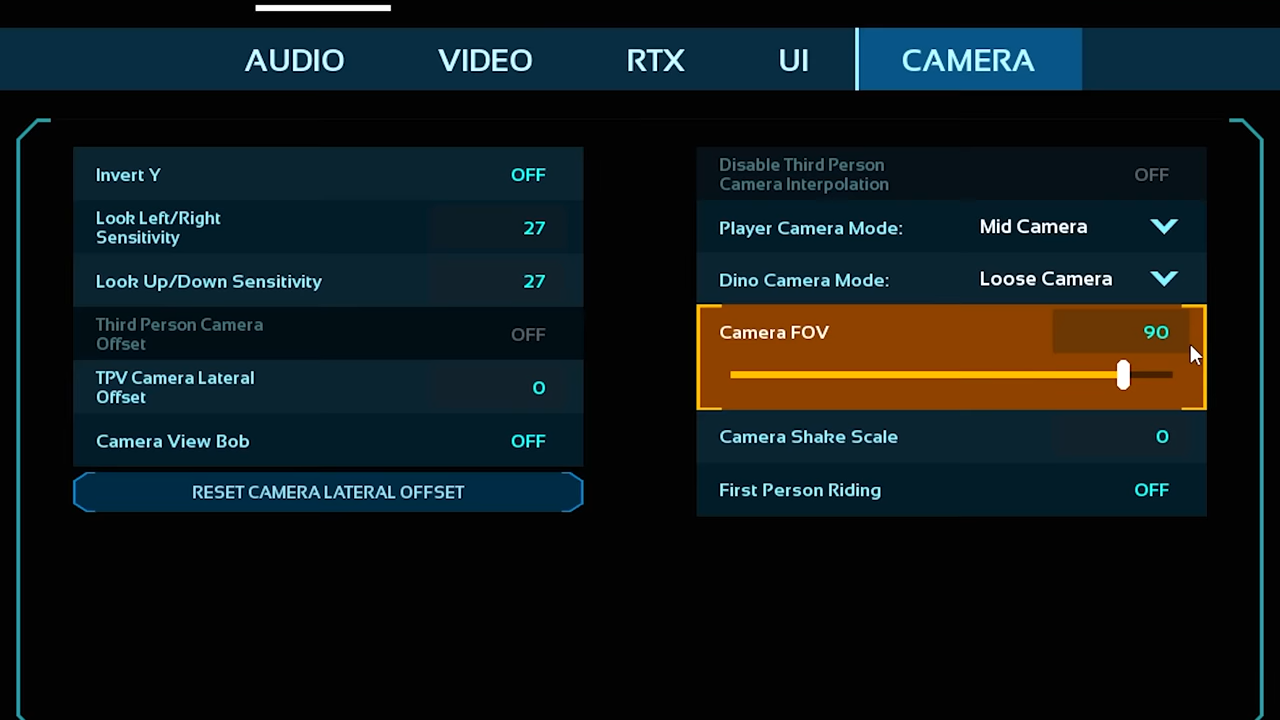 AUDIO VIDEO RTX UI CAMERA
Invert Y OFF
Look Left/Right
Sensitivity 27
Look Up/Down Sensitivity 27
Third Person Camera
Offset OFF
TPV Camera Lateral
Offset 0
Camera View Bob OFF
RESET CAMERA LATERAL OFFSET
Disable Third Person
Camera Interpolation OFF
Player Camera Mode: Mid Camera
Dino Camera Mode: Loose Camera
Camera FOV 90
Camera Shake Scale 0
First Person Riding OFF